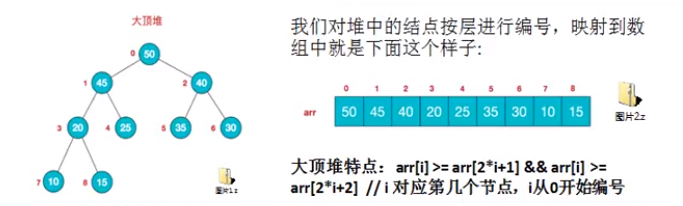 大顶堆
0
50
1
45
2
40
3
20
4
25
5
35
6
30
7
10
8
15
图片1.z
我们对堆中的结点按层进行编号，映射到数
组中就是下面这个样子:
0 1 2 3 4 5 6 7 8
arr 50 45 40 20 25 35 30 10 15
图片2.z
大顶堆特点：arr[i] >= arr[2*i+1] && arr[i] >=
arr[2*i+2] // i 对应第几个节点，i从0开始编号